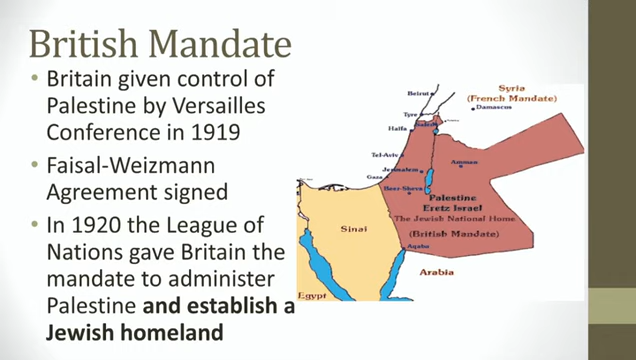 British Mandate
• Britain given control of
Palestine by Versailles
Conference in 1919
• Faisal-Weizmann
Agreement signed
• In 1920 the League of
Nations gave Britain the
mandate to administer
Palestine and establish a
Jewish homeland
Syria
(French Mandate)
Beirut
Damascus
Tyre
Haifa
Tel-Aviv
Amman
Jerusalem
Gaza
Beer-Sheva
Palestine
Eretz Israel
The Jewish National Home
(British Mandate)
Sinai
Aqaba
Arabia
Egypt